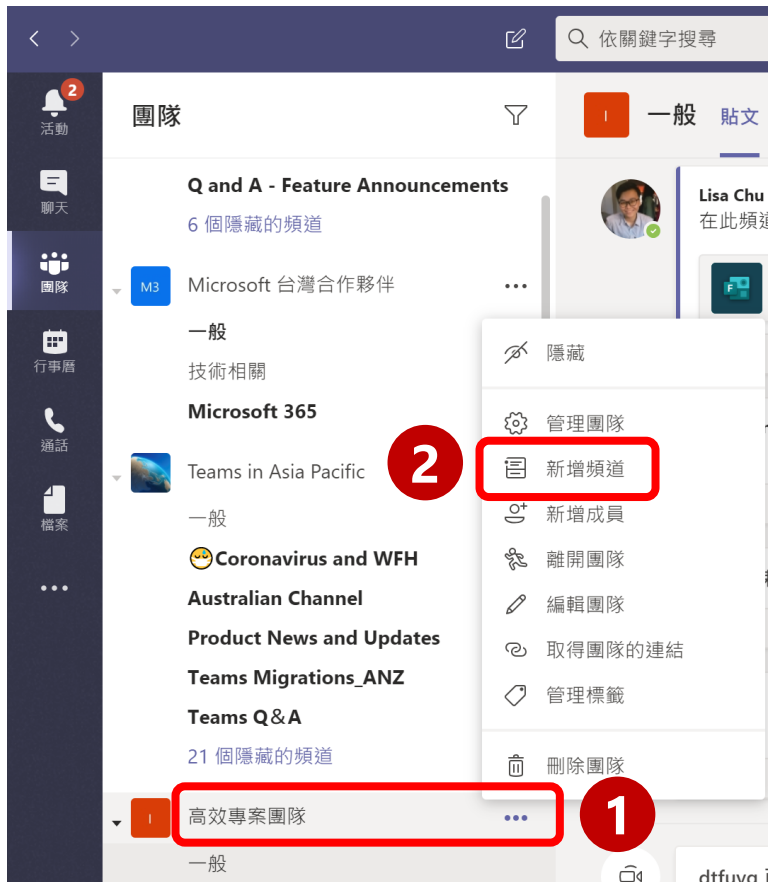 依關鍵字搜尋
2
活動
聊天
團隊
行事曆
通話
檔案
團隊
Q and A - Feature Announcements
6 個隱藏的頻道
M3 Microsoft 台灣合作夥伴
一般
技術相關
Microsoft 365
Teams in Asia Pacific
一般
Coronavirus and WFH
Australian Channel
Product News and Updates
Teams Migrations_ANZ
Teams Q&A
21 個隱藏的頻道
I 高效專案團隊
一般
I 一般 貼文
Lisa Chu
在此頻
F
隱藏
管理團隊
2 新增頻道
新增成員
離開團隊
編輯團隊
取得團隊的連結
管理標籤
刪除團隊
1
dtfuyg